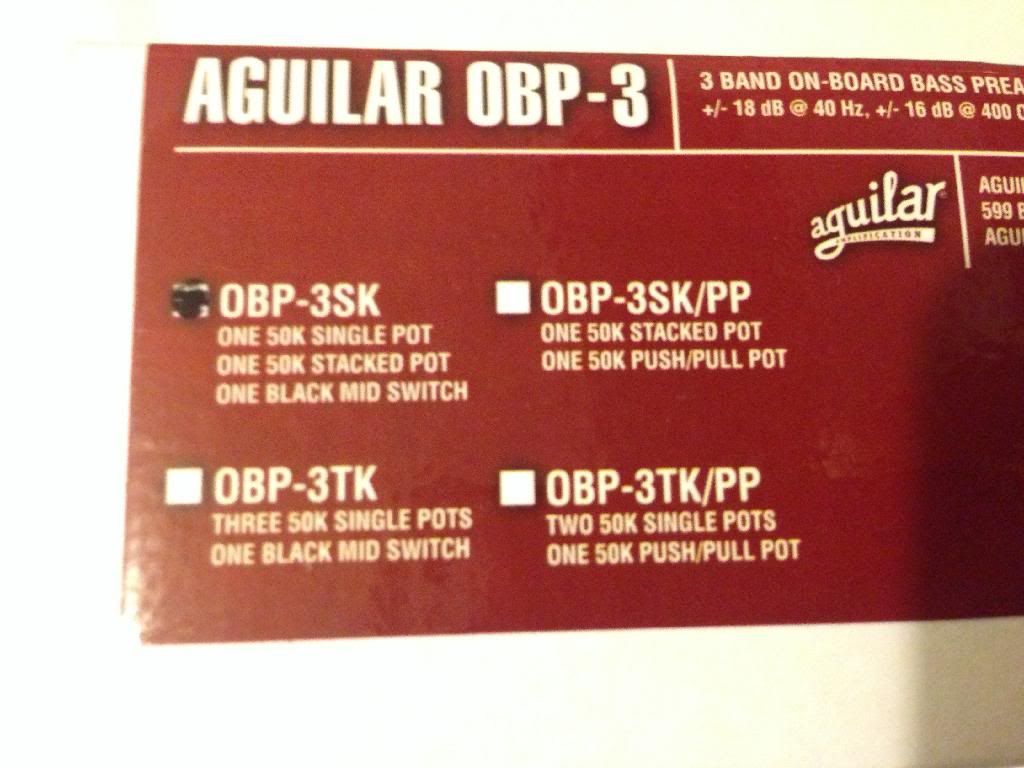 AGUILAR OBP-3
3 BAND ON-BOARD BASS
+/- 18 dB @ 40 Hz, +/- 16 dB @ 400
aguilar
AMPLIFICATION
599
OBP-3SK
ONE 50K SINGLE POT
ONE 50K STACKED POT
ONE BLACK MID SWITCH
OBP-3SK/PP
ONE 50K STACKED POT
ONE 50K PUSH/PULL POT
OBP-3TK
THREE 50K SINGLE POTS
ONE BLACK MID SWITCH
OBP-3TK/PP
TWO 50K SINGLE POTS
ONE 50K PUSH/PULL POT